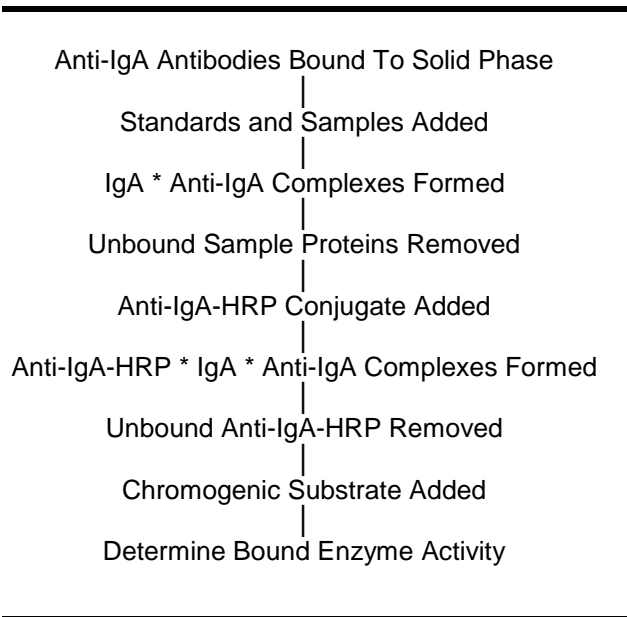 Anti-IgA Antibodies Bound To Solid Phase
Standards and Samples Added
IgA * Anti-IgA Complexes Formed
Unbound Sample Proteins Removed
Anti-IgA-HRP Conjugate Added
Anti-IgA-HRP * IgA * Anti-IgA Complexes Formed
Unbound Anti-IgA-HRP Removed
Chromogenic Substrate Added
Determine Bound Enzyme Activity